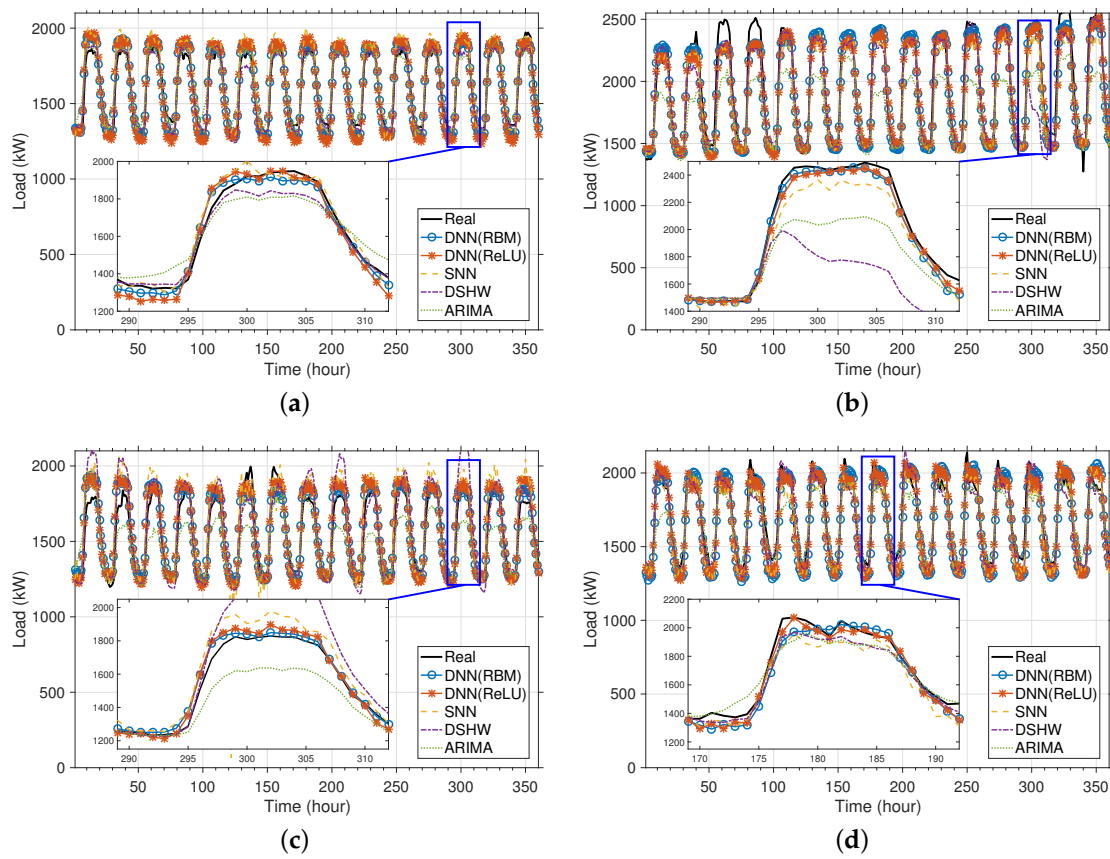 2000
1500
1000
500
0
Load (kW)
2000
1800
1600
1400
1200
290
295
300
305
310
Real
DNN(RBM)
DNN(ReLU)
SNN
DSHW
ARIMA
50
100
150
200
250
300
350
Time (hour)
(a)
2500
2000
1500
1000
500
0
Load (kW)
2400
2200
2000
1800
1600
1400
290
295
300
305
310
Real
DNN(RBM)
DNN(ReLU)
SNN
DSHW
ARIMA
50
100
150
200
250
300
350
Time (hour)
(b)
2000
1500
1000
500
0
Load (kW)
2000
1800
1600
1400
1200
290
295
300
305
310
Real
DNN(RBM)
DNN(ReLU)
SNN
DSHW
ARIMA
50
100
150
200
250
300
350
Time (hour)
(c)
2000
1500
1000
500
0
Load (kW)
2200
2000
1800
1600
1400
1200
170
175
180
185
190
Real
DNN(RBM)
DNN(ReLU)
SNN
DSHW
ARIMA
50
100
150
200
250
300
350
Time (hour)
(d)